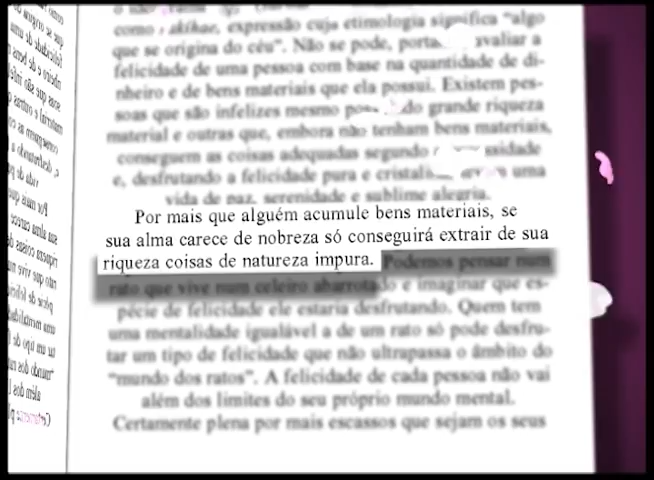 como akikaz, expressão cuja etimologia significa “algo
que se origina do céu”. Não se pode, porta avaliar a
felicidade de uma pessoa com base na quantidade de di-
nheiro e de bens materiais que ela possui. Existem pes-
soas que são infelizes mesmo do grande riqueza
material e outras que, embora não tenham bens materiais,
conseguem as coisas adequadas segundo
e, desfrutando a felicidade pura e uma
vida de paz, serenidade e sublime alegria.
Por mais que alguém acumule bens materiais, se
sua alma carece de nobreza só conseguirá extrair de sua
riqueza coisas de natureza impura. Podemos pensar num
rato que vive num celeiro abarrotado e imaginar que es-
pécie de felicidade ele estaria desfrutando. Quem tem
uma mentalidade igualável a de um rato só pode desfru-
tar um tipo de felicidade que não ultrapassa o âmbito do
“mundo dos ratos”. A felicidade de cada pessoa não vai
além dos limites do seu próprio mundo mental.
Certamente plena por mais escassos que sejam os seus